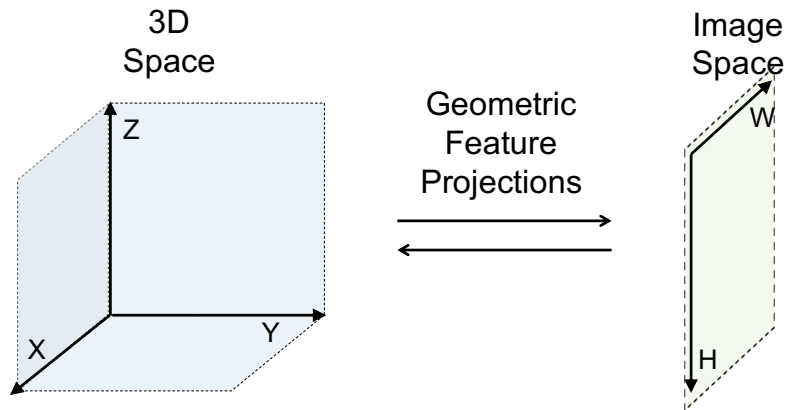 3D
Space
Z
Y
X
Geometric
Feature
Projections
Image
Space
W
H